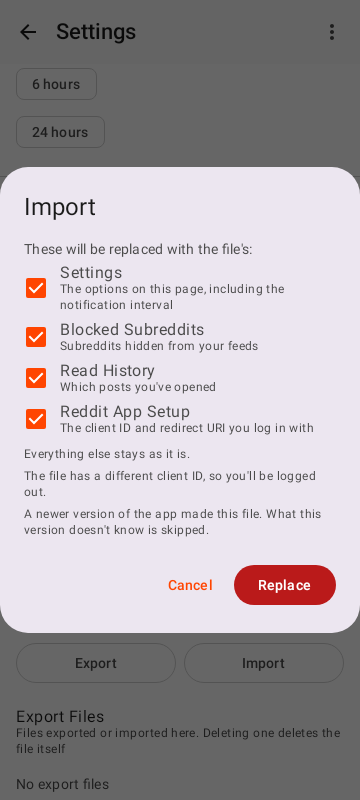 Settings
6 hours
24 hours
Import
These will be replaced with the file's:
Settings
The options on this page, including the
notification interval
Blocked Subreddits
Subreddits hidden from your feeds
Read History
Which posts you've opened
Reddit App Setup
The client ID and redirect URI you log in with
Everything else stays as it is.
The file has a different client ID, so you'll be logged
out.
A newer version of the app made this file. What this
version doesn't know is skipped.
Cancel
Replace
Export
Import
Export Files
Files exported or imported here. Deleting one deletes the
file itself
No export files